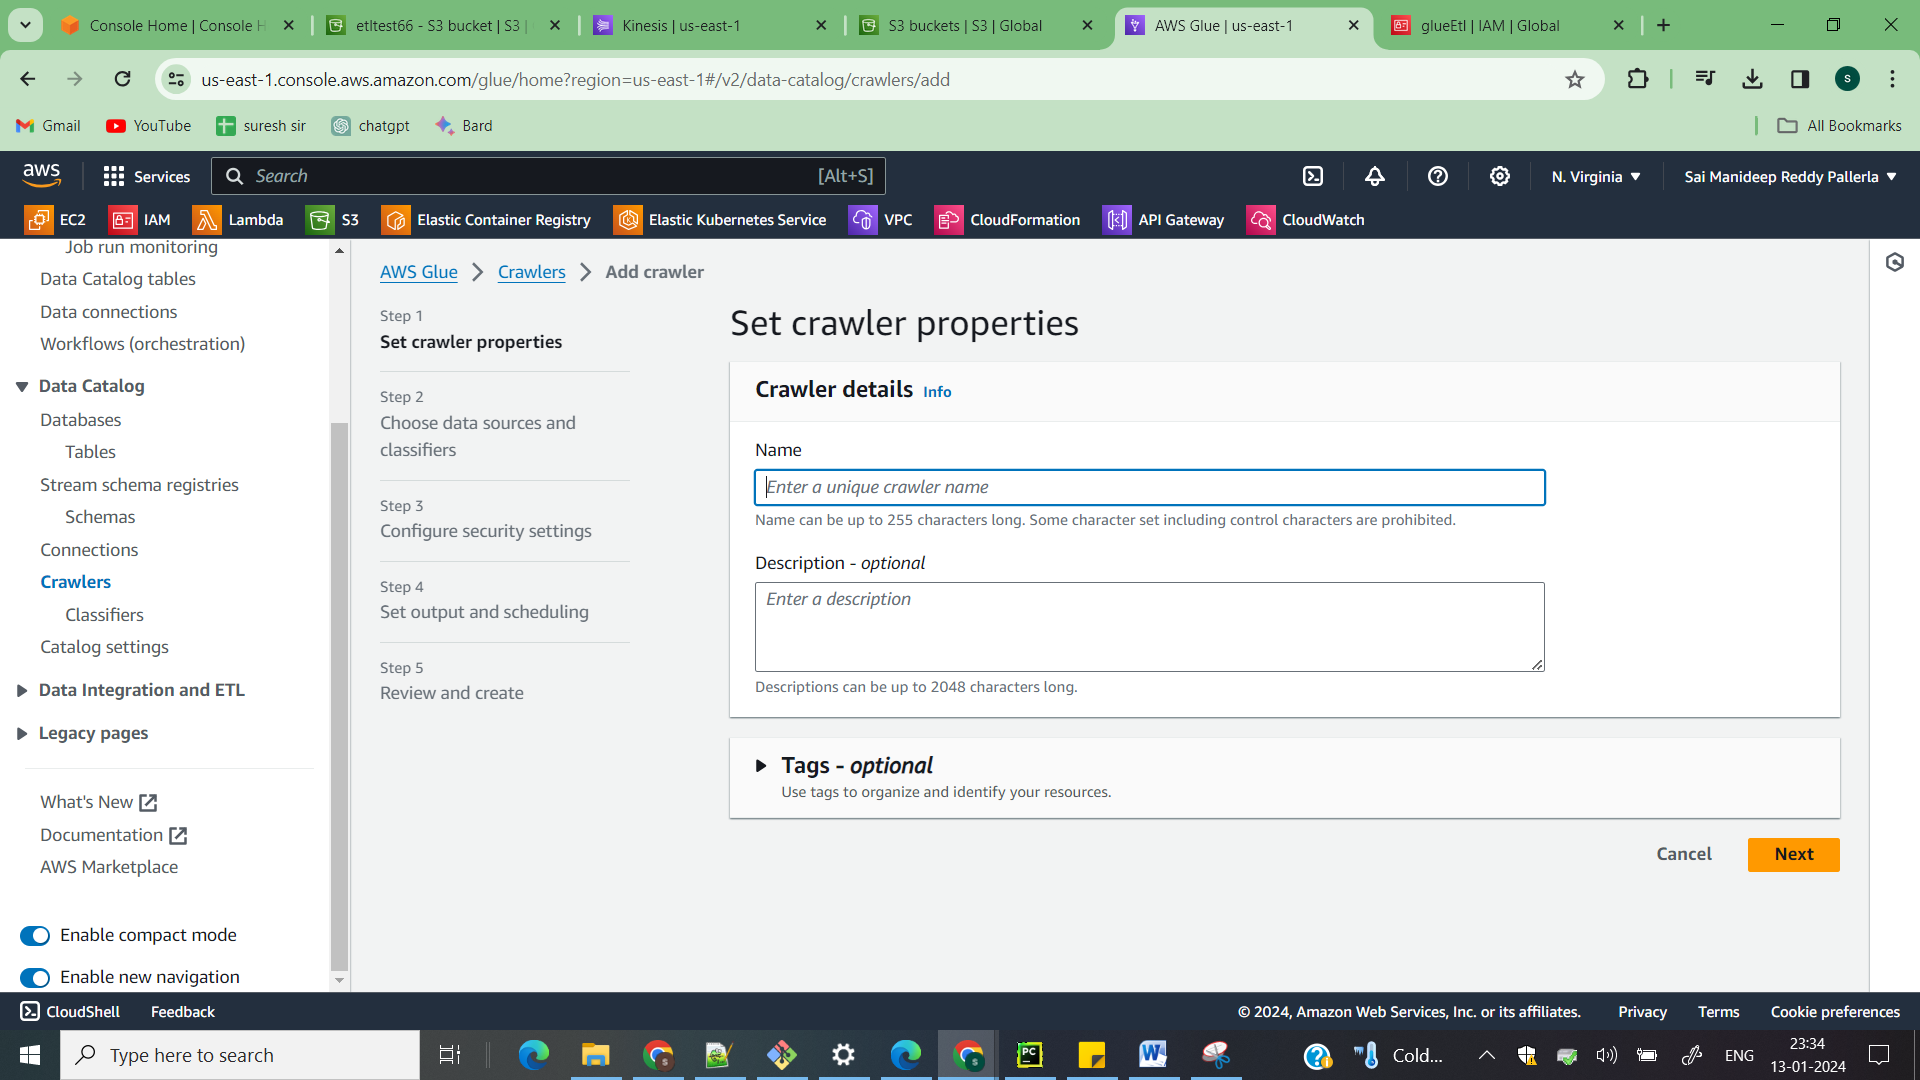 Console Home | Console H
etltest66 - S3 bucket | S3 |
Kinesis | us-east-1
S3 buckets | S3 | Global
AWS Glue | us-east-1
glueEtl | IAM | Global
us-east-1.console.aws.amazon.com/glue/home?region=us-east-1#/v2/data-catalog/crawlers/add
S
Gmail
YouTube
suresh sir
chatgpt
Bard
All Bookmarks
aws
Services
Search
[Alt+S]
N. Virginia
Sai Manideep Reddy Pallerla
EC2
IAM
Lambda
S3
Elastic Container Registry
Elastic Kubernetes Service
VPC
CloudFormation
API Gateway
CloudWatch
Job run monitoring
Data Catalog tables
Data connections
Workflows (orchestration)
Data Catalog
Databases
Tables
Stream schema registries
Schemas
Connections
Crawlers
Classifiers
Catalog settings
Data Integration and ETL
Legacy pages
What's New
Documentation
AWS Marketplace
Enable compact mode
Enable new navigation
AWS Glue
Crawlers
Add crawler
Step 1
Set crawler properties
Step 2
Choose data sources and
classifiers
Step 3
Configure security settings
Step 4
Set output and scheduling
Step 5
Review and create
Set crawler properties
Crawler details Info
Name
Enter a unique crawler name
Name can be up to 255 characters long. Some character set including control characters are prohibited.
Description - optional
Enter a description
Descriptions can be up to 2048 characters long.
Tags - optional
Use tags to organize and identify your resources.
Cancel
Next
CloudShell
Feedback
© 2024, Amazon Web Services, Inc. or its affiliates.
Privacy
Terms
Cookie preferences
Type here to search
PC
Cold...
ENG
23:34
13-01-2024